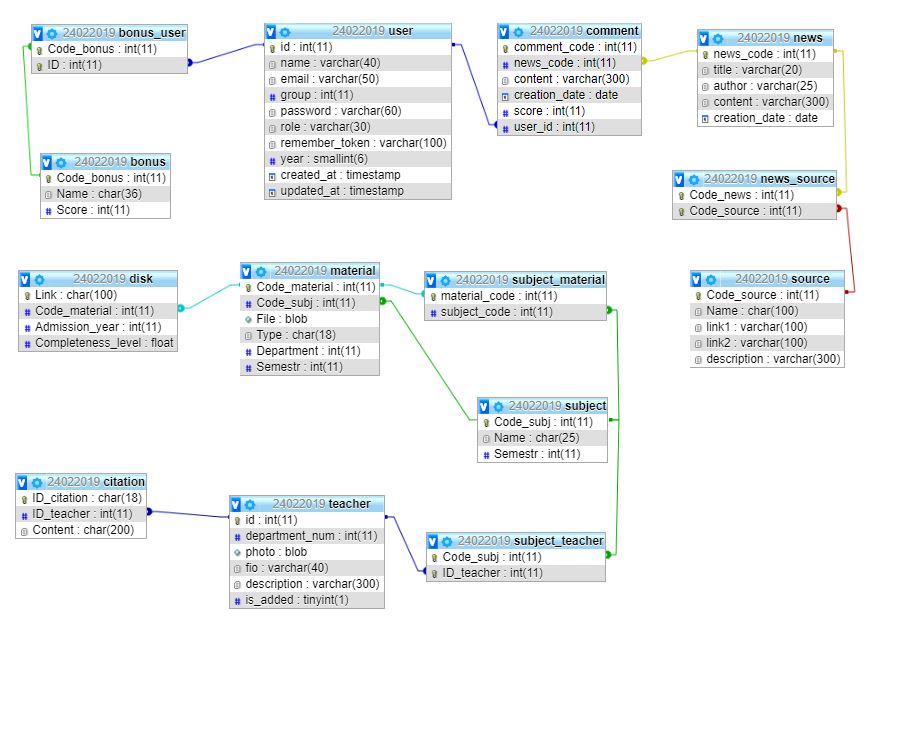 24022019 bonus_user
Code_bonus : int(11)
ID : int(11)
24022019 user
id : int(11)
name : varchar(40)
email : varchar(50)
group : int(11)
password : varchar(60)
role : varchar(30)
remember_token : varchar(100)
year : smallint(6)
created_at : timestamp
updated_at : timestamp
24022019 comment
comment_code : int(11)
news_code : int(11)
content : varchar(300)
creation_date : date
score : int(11)
user_id : int(11)
24022019 news
news_code : int(11)
title : varchar(20)
author : varchar(25)
content : varchar(300)
creation_date : date
24022019 bonus
Code_bonus : int(11)
Name : char(36)
Score : int(11)
24022019 news_source
Code_news : int(11)
Code_source : int(11)
24022019 disk
Link : char(100)
Code_material : int(11)
Admission_year : int(11)
Completeness_level : float
24022019 material
Code_material : int(11)
Code_subj : int(11)
File : blob
Type : char(18)
Department : int(11)
Semestr : int(11)
24022019 subject_material
material_code : int(11)
subject_code : int(11)
24022019 source
Code_source : int(11)
Name : char(100)
link1 : varchar(100)
link2 : varchar(100)
description : varchar(300)
24022019 subject
Code_subj : int(11)
Name : char(25)
Semestr : int(11)
24022019 citation
ID_citation : char(18)
ID_teacher : int(11)
Content : char(200)
24022019 teacher
id : int(11)
department_num : int(11)
photo : blob
fio : varchar(40)
description : varchar(300)
is_added : tinyint(1)
24022019 subject_teacher
Code_subj : int(11)
ID_teacher : int(11)